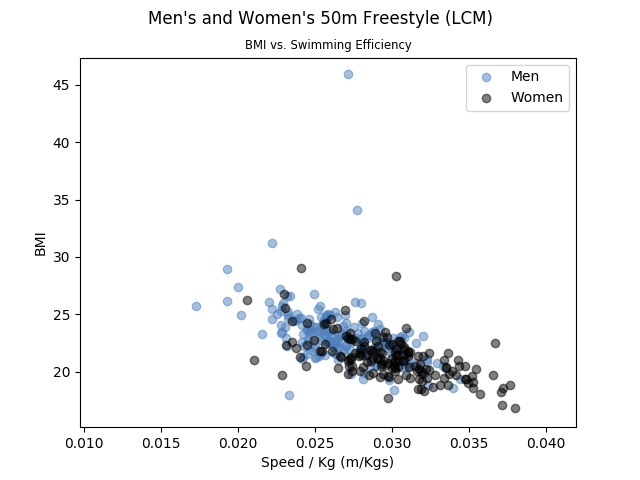 Men's and Women's 50m Freestyle (LCM)
BMI vs. Swimming Efficiency
Men
Women
BMI
45
40
35
30
25
20
0.010 0.015 0.020 0.025 0.030 0.035 0.040
Speed / Kg (m/Kgs)